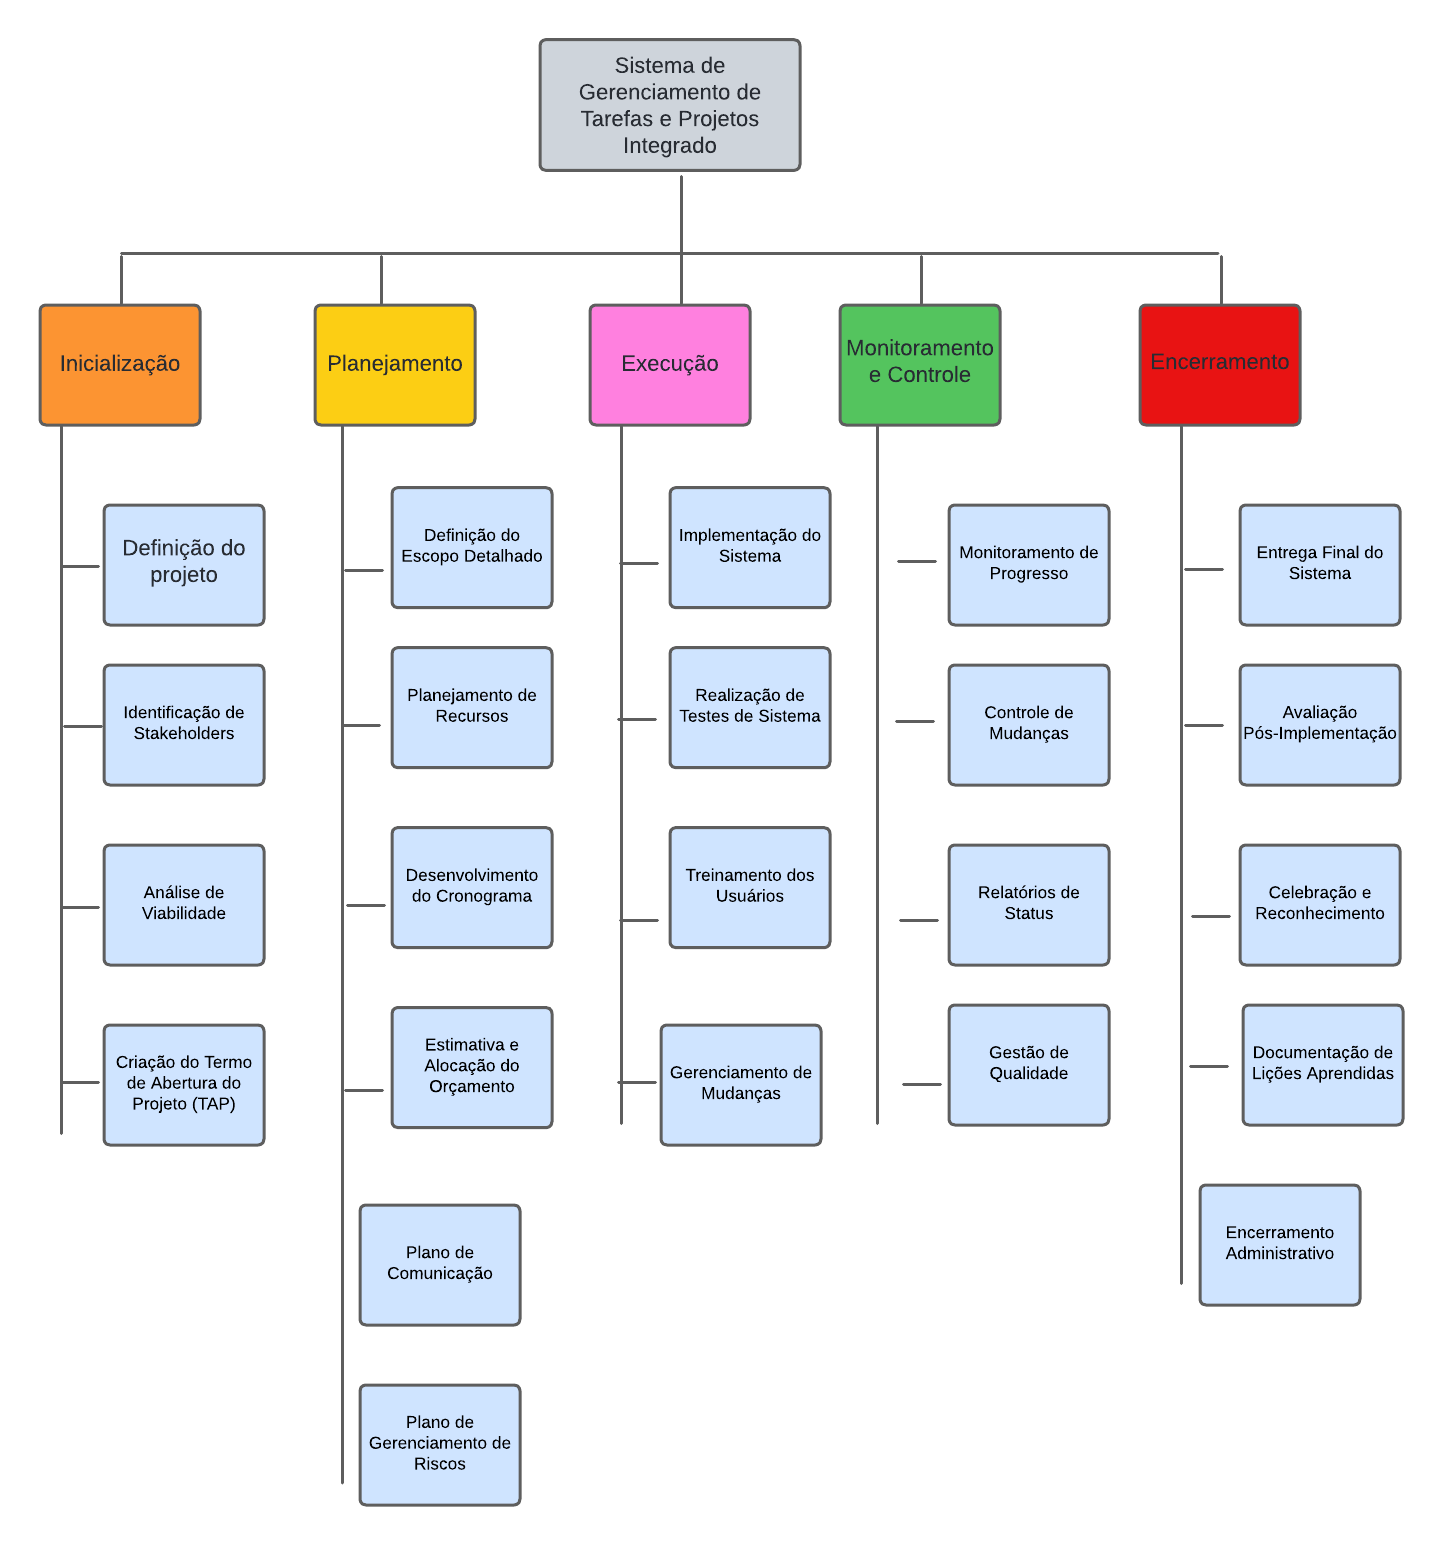 Sistema de
Gerenciamento de
Tarefas e Projetos
Integrado
Inicialização
Planejamento
Execução
Monitoramento
e Controle
Encerramento
Definição do
projeto
Identificação de
Stakeholders
Análise de
Viabilidade
Criação do Termo
de Abertura do
Projeto (TAP)
Definição do
Escopo Detalhado
Planejamento de
Recursos
Desenvolvimento
do Cronograma
Estimativa e
Alocação do
Orçamento
Plano de
Comunicação
Plano de
Gerenciamento de
Riscos
Implementação do
Sistema
Realização de
Testes de Sistema
Treinamento dos
Usuários
Gerenciamento de
Mudanças
Monitoramento de
Progresso
Controle de
Mudanças
Relatórios de
Status
Gestão de
Qualidade
Entrega Final do
Sistema
Avaliação
Pós-Implementação
Celebração e
Reconhecimento
Documentação de
Lições Aprendidas
Encerramento
Administrativo